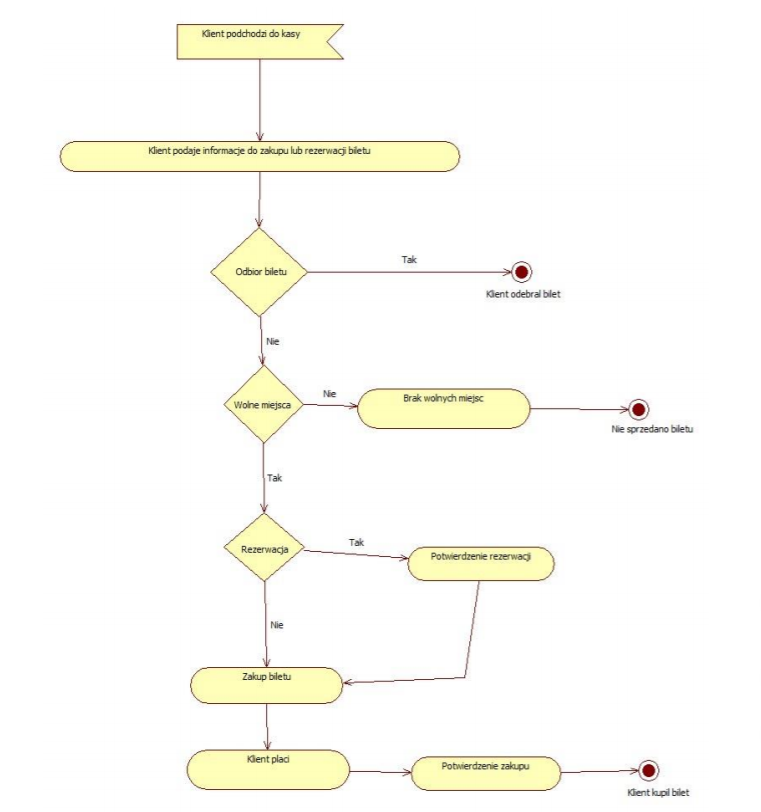 Klient podchodzi do kasy
Klient podaje informacje do zakupu lub rezerwacji biletu
Odbior biletu
Tak
Klient odebral bilet
Nie
Wolne miejsca
Nie
Brak wolnych miejsc
Nie sprzedano biletu
Tak
Rezerwacja
Tak
Potwierdzenie rezerwacji
Nie
Zakup biletu
Klient placi
Potwierdzenie zakupu
Klient kupil bilet